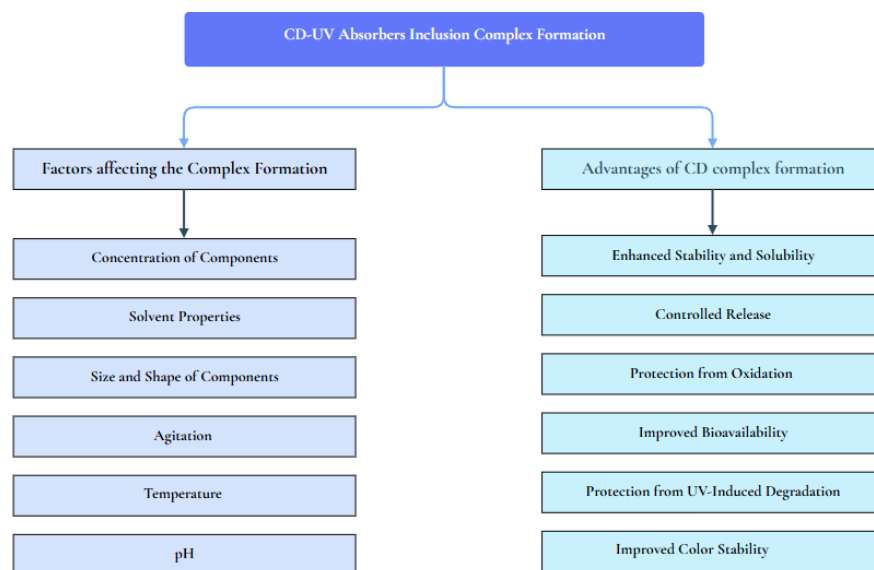 CD-UV Absorbers Inclusion Complex Formation
Factors affecting the Complex Formation
Concentration of Components
Solvent Properties
Size and Shape of Components
Agitation
Temperature
pH
Advantages of CD complex formation
Enhanced Stability and Solubility
Controlled Release
Protection from Oxidation
Improved Bioavailability
Protection from UV-Induced Degradation
Improved Color Stability